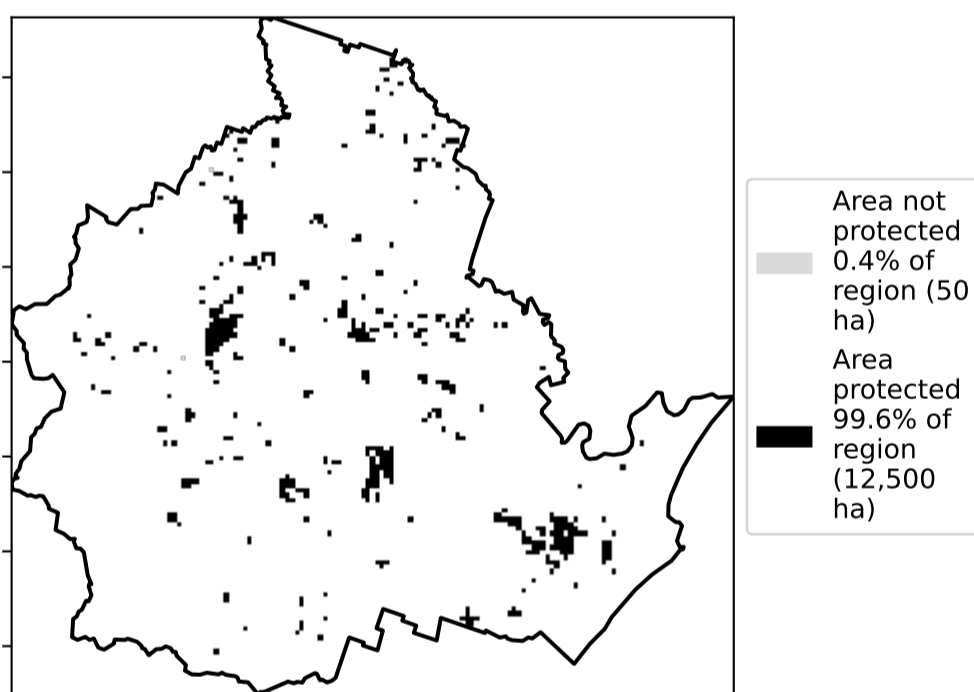 Area not
protected
0.4% of
region (50
ha)
Area
protected
99.6% of
region
(12,500
ha)